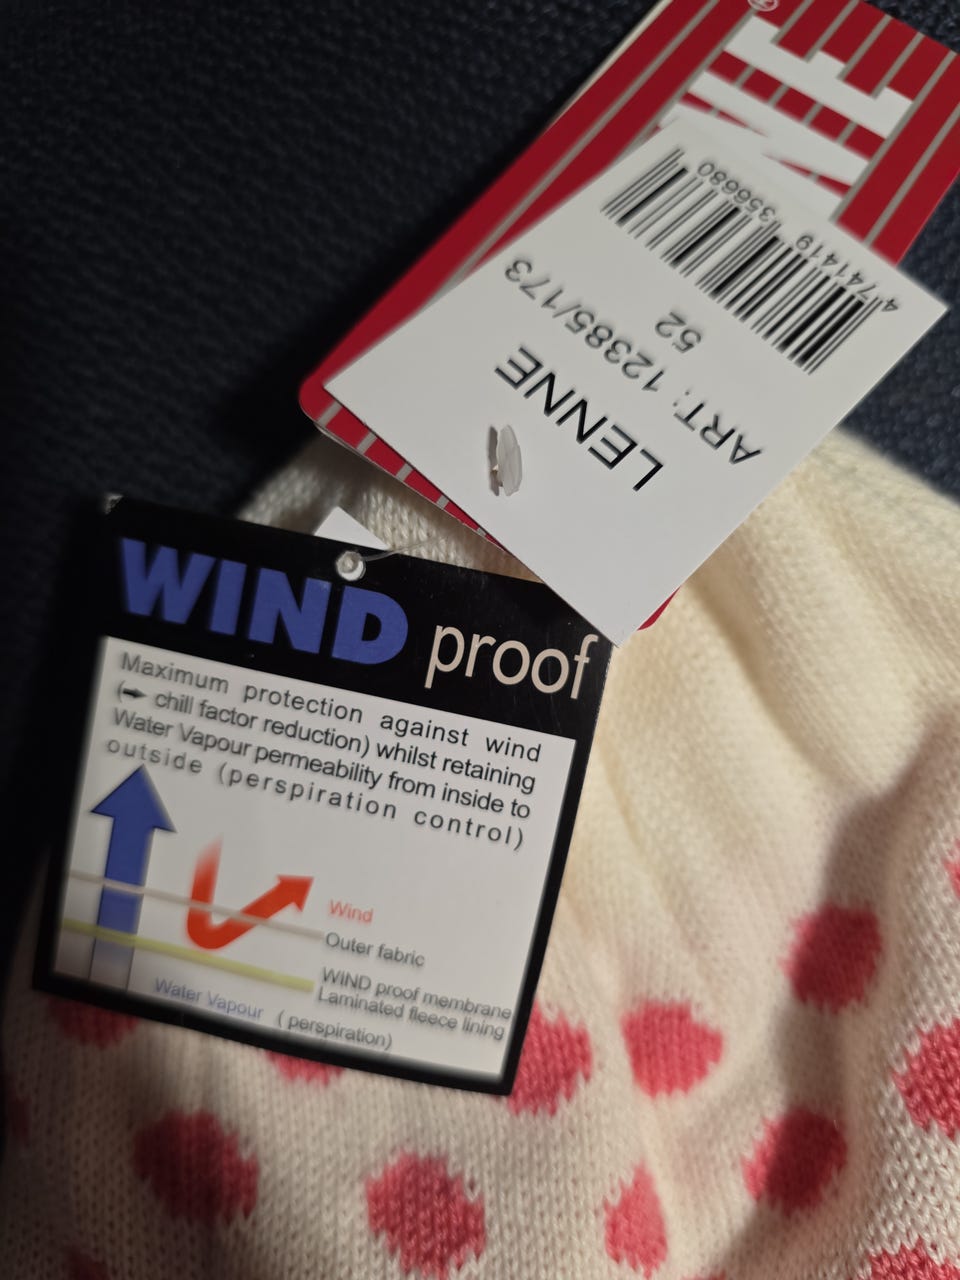 WIND proof
Maximum protection against wind
(➨ chill factor reduction) whilst retaining
Water Vapour permeability from inside to
outside (perspiration control)
Wind
Outer fabric
WIND proof membrane
Laminated fleece lining
Water Vapour (perspiration)
LENNE
ART: 12385/173
52
4 741419 356680